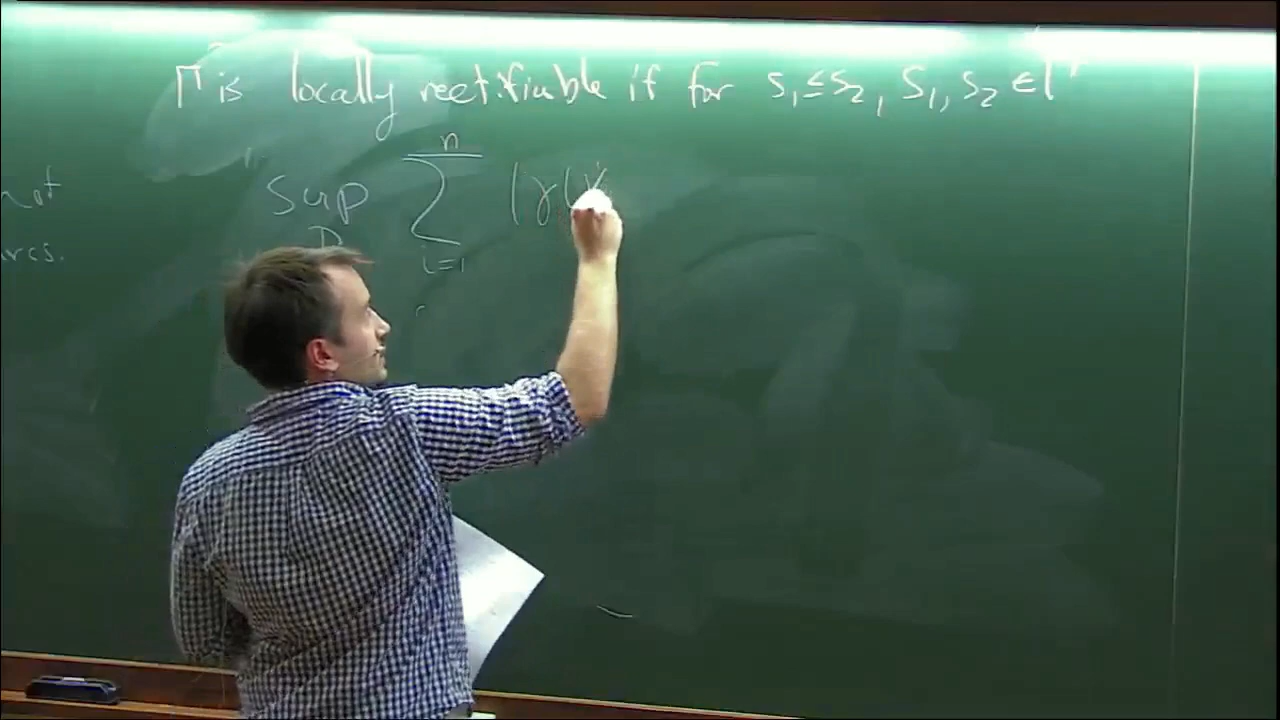 Γ is locally rectifiable if for s₁ ≤ s₂, s₁, s₂ ∈ Γ
n
sup ∑ |γ(
i=1
not
arcs.